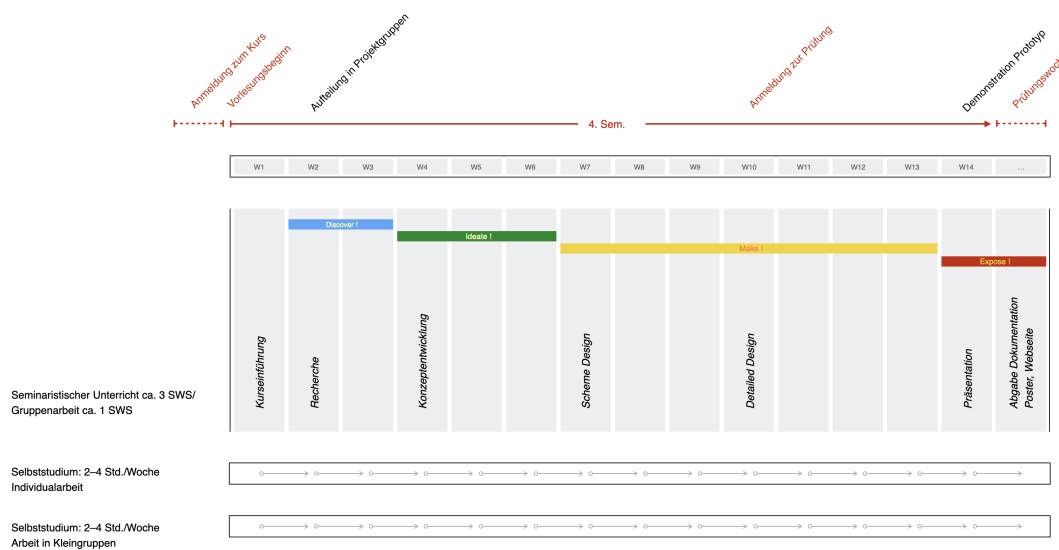 Anmeldung zum Kurs
Vorlesungsbeginn
Aufteilung in Projektgruppen
Anmeldung zur Prüfung
Demonstration Prototyp
4. Sem.
W1 W2 W3 W4 W5 W6 W7 W8 W9 W10 W11 W12 W13 W14 ...
Discover !
Ideate !
Make !
Expose !
Kurseinführung
Recherche
Konzeptentwicklung
Scheme Design
Detailed Design
Präsentation
Abgabe Dokumentation
Poster, Webseite
Seminaristischer Unterricht ca. 3 SWS/
Gruppenarbeit ca. 1 SWS
Selbststudium: 2–4 Std./Woche
Individualarbeit
Selbststudium: 2–4 Std./Woche
Arbeit in Kleingruppen